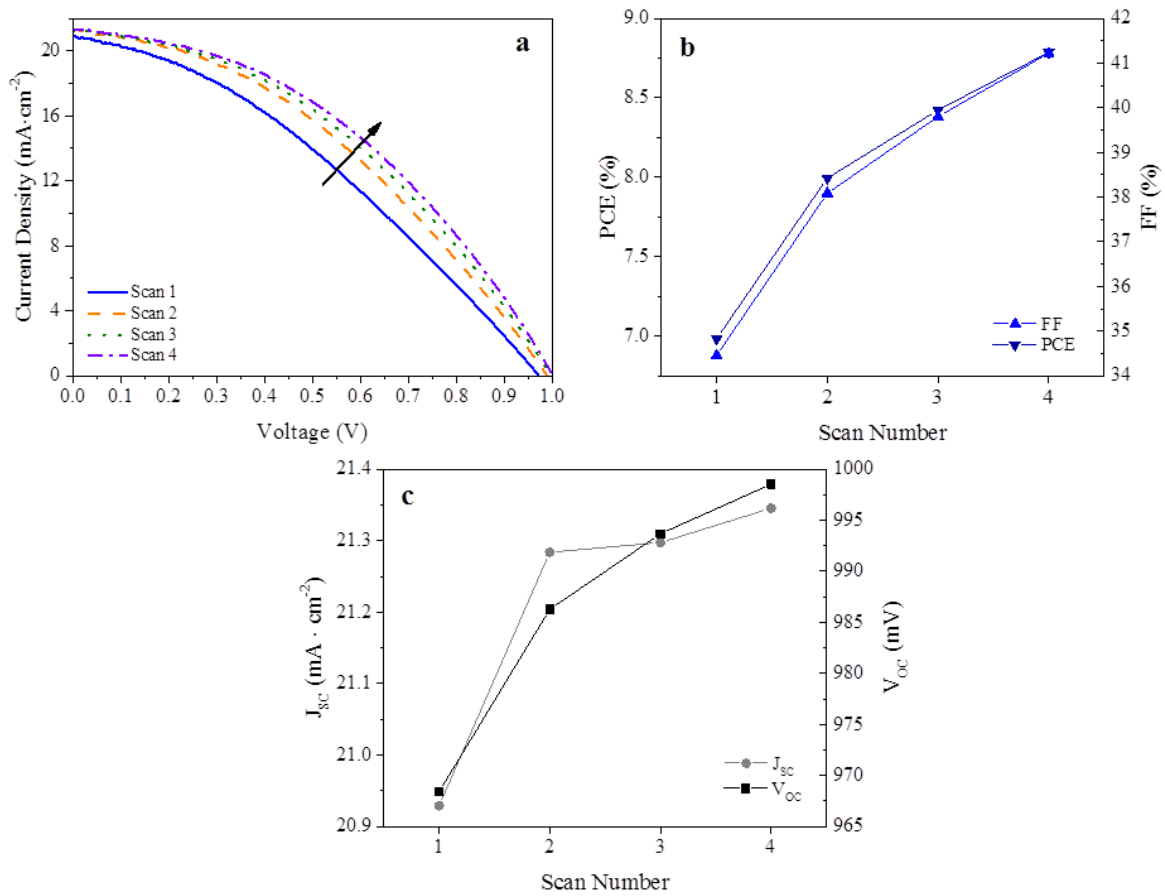 a
Current Density (mA·cm-2)
20
16
12
8
4
0
Scan 1
Scan 2
Scan 3
Scan 4
0.0 0.1 0.2 0.3 0.4 0.5 0.6 0.7 0.8 0.9 1.0
Voltage (V)
b
PCE (%)
9.0
8.5
8.0
7.5
7.0
FF (%)
42
41
40
39
38
37
36
35
34
FF
PCE
1 2 3 4
Scan Number
c
JSC (mA · cm-2)
21.4
21.3
21.2
21.1
21.0
20.9
VOC (mV)
1000
995
990
985
980
975
970
965
JSC
VOC
1 2 3 4
Scan Number